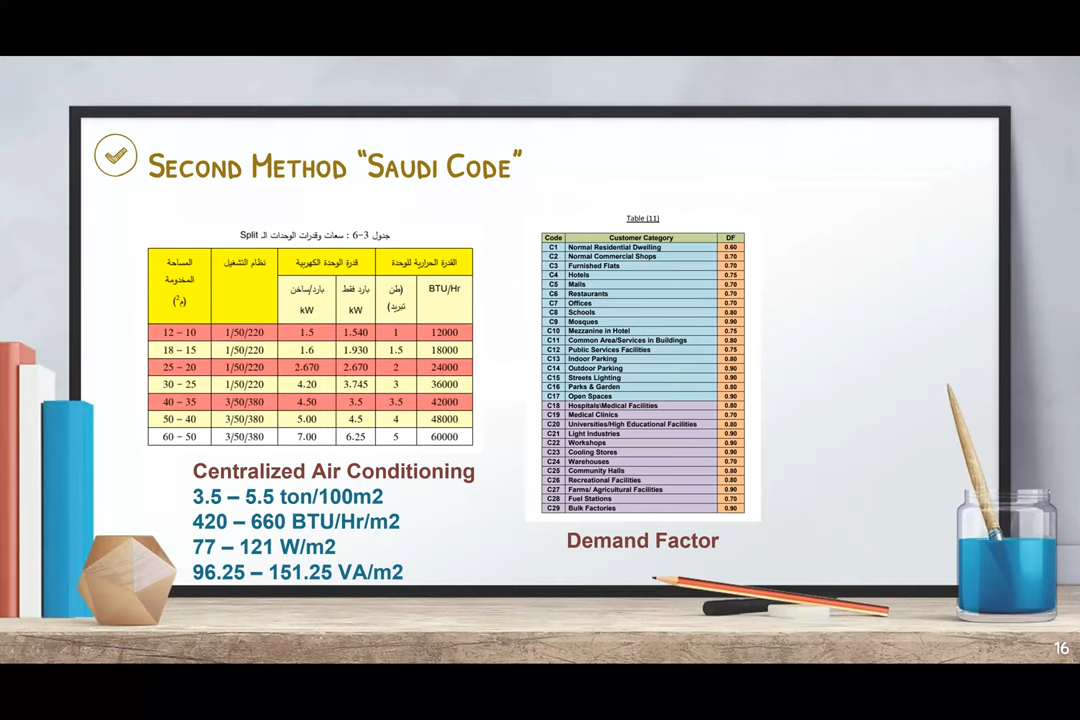 SECOND METHOD “SAUDI CODE”
جدول 3-6 : سعات وقدرات الوحدات الـ Split
المساحة المخدومة (م2) نظام التشغيل قدرة الوحدة الكهربية القدرة الحرارية للوحدة
بارد/ساخن kW بارد فقط kW (طن تبريد) BTU/Hr
12 – 10 1/50/220 1.5 1.540 1 12000
18 – 15 1/50/220 1.6 1.930 1.5 18000
25 – 20 1/50/220 2.670 2.670 2 24000
30 – 25 1/50/220 4.20 3.745 3 36000
40 – 35 3/50/380 4.50 3.5 3.5 42000
50 – 40 3/50/380 5.00 4.5 4 48000
60 – 50 3/50/380 7.00 6.25 5 60000
Centralized Air Conditioning
3.5 – 5.5 ton/100m2
420 – 660 BTU/Hr/m2
77 – 121 W/m2
96.25 – 151.25 VA/m2
Table (11)
Code Customer Category DF
C1 Normal Residential Dwelling 0.60
C2 Normal Commercial Shops 0.70
C3 Furnished Flats 0.70
C4 Hotels 0.75
C5 Malls 0.70
C6 Restaurants 0.70
C7 Offices 0.70
C8 Schools 0.80
C9 Mosques 0.90
C10 Mezzanine in Hotel 0.75
C11 Common Area/Services in Buildings 0.80
C12 Public Services Facilities 0.75
C13 Indoor Parking 0.80
C14 Outdoor Parking 0.90
C15 Streets Lighting 0.90
C16 Parks & Garden 0.80
C17 Open Spaces 0.90
C18 Hospitals\Medical Facilities 0.80
C19 Medical Clinics 0.70
C20 Universities/High Educational Facilities 0.80
C21 Light Industries 0.90
C22 Workshops 0.90
C23 Cooling Stores 0.90
C24 Warehouses 0.70
C25 Community Halls 0.80
C26 Recreational Facilities 0.80
C27 Farms/ Agricultural Facilities 0.90
C28 Fuel Stations 0.70
C29 Bulk Factories 0.90
Demand Factor
16